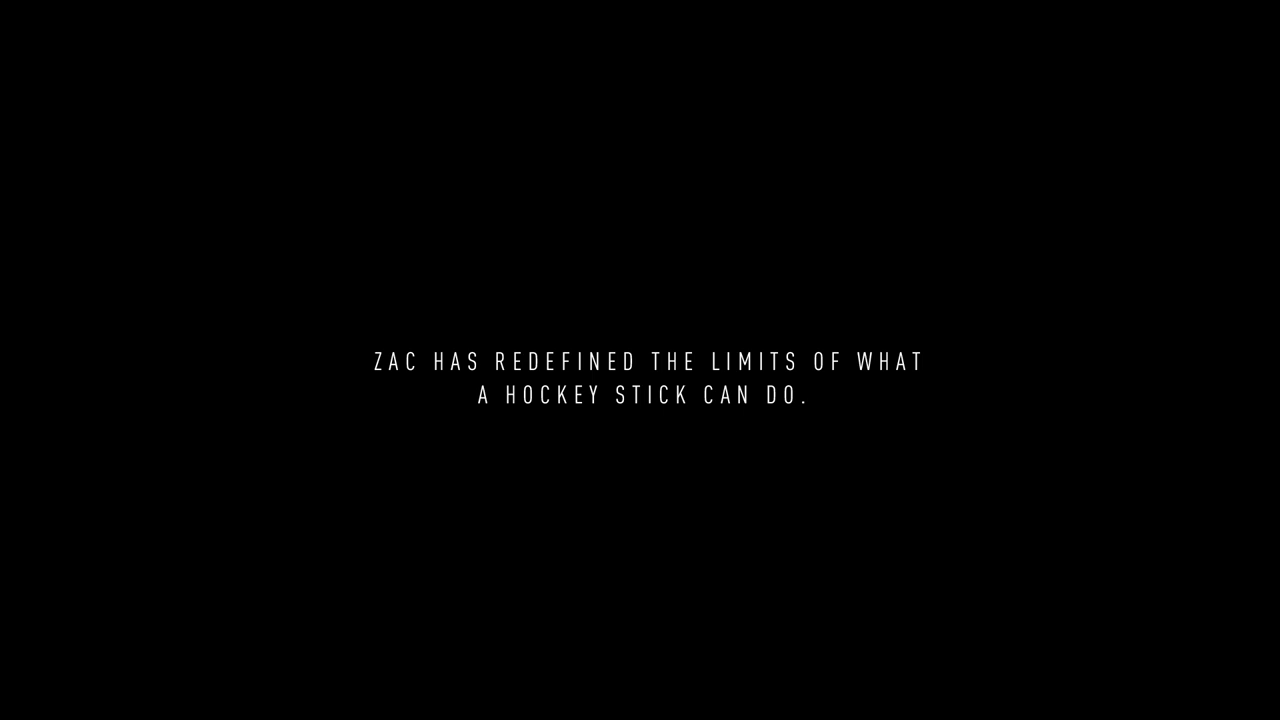 ZAC HAS REDEFINED THE LIMITS OF WHAT
A HOCKEY STICK CAN DO.